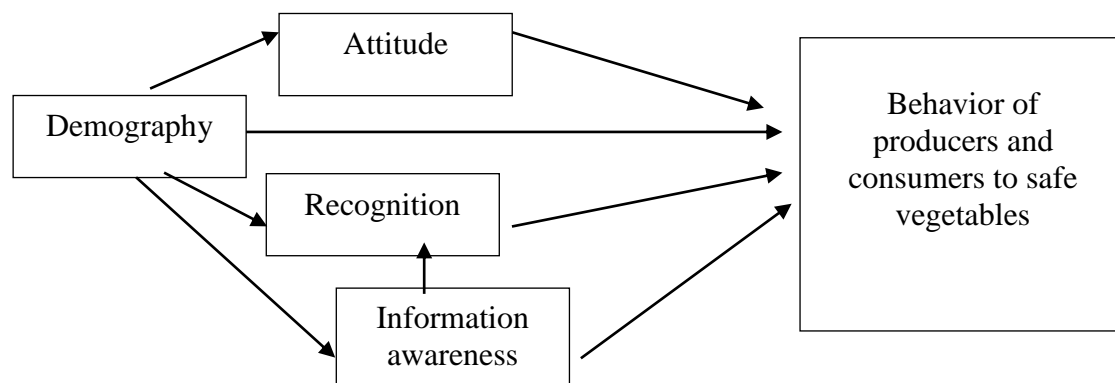 Attitude
Demography
Recognition
Information
awareness
Behavior of
producers and
consumers to safe
vegetables